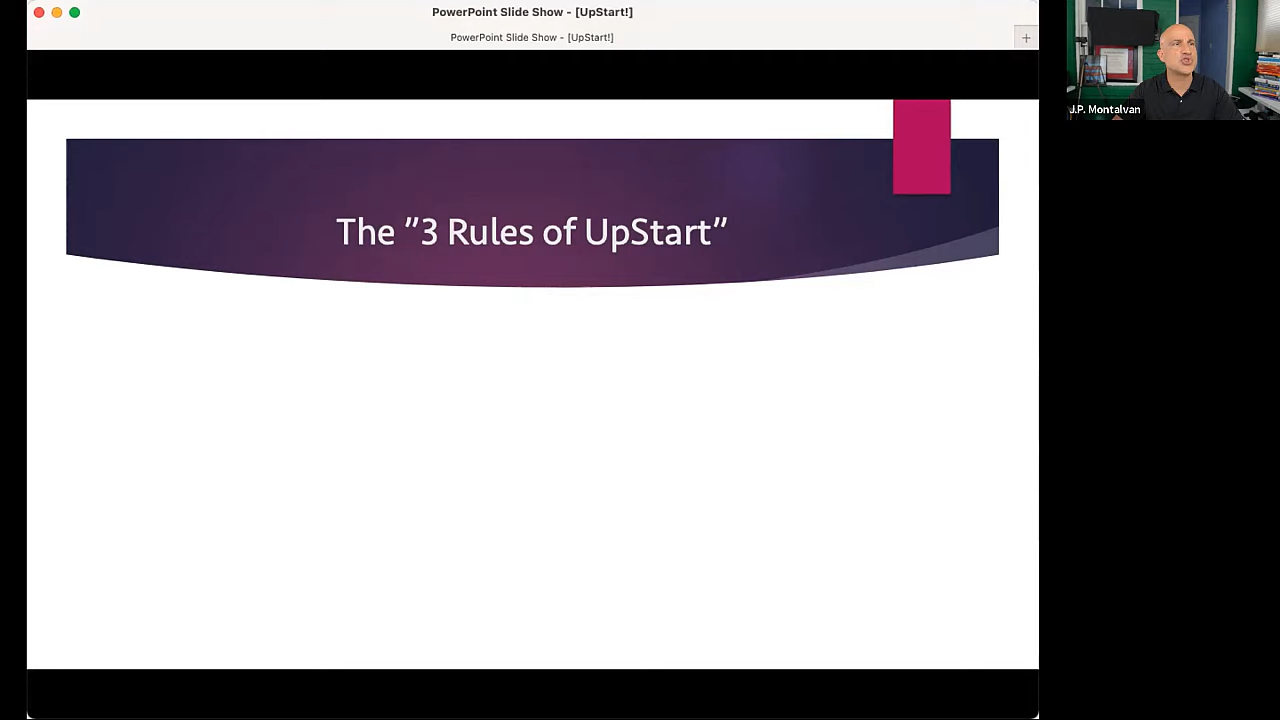 PowerPoint Slide Show - [UpStart!]
PowerPoint Slide Show - [UpStart!]
The ”3 Rules of UpStart”
J.P. Montalvan